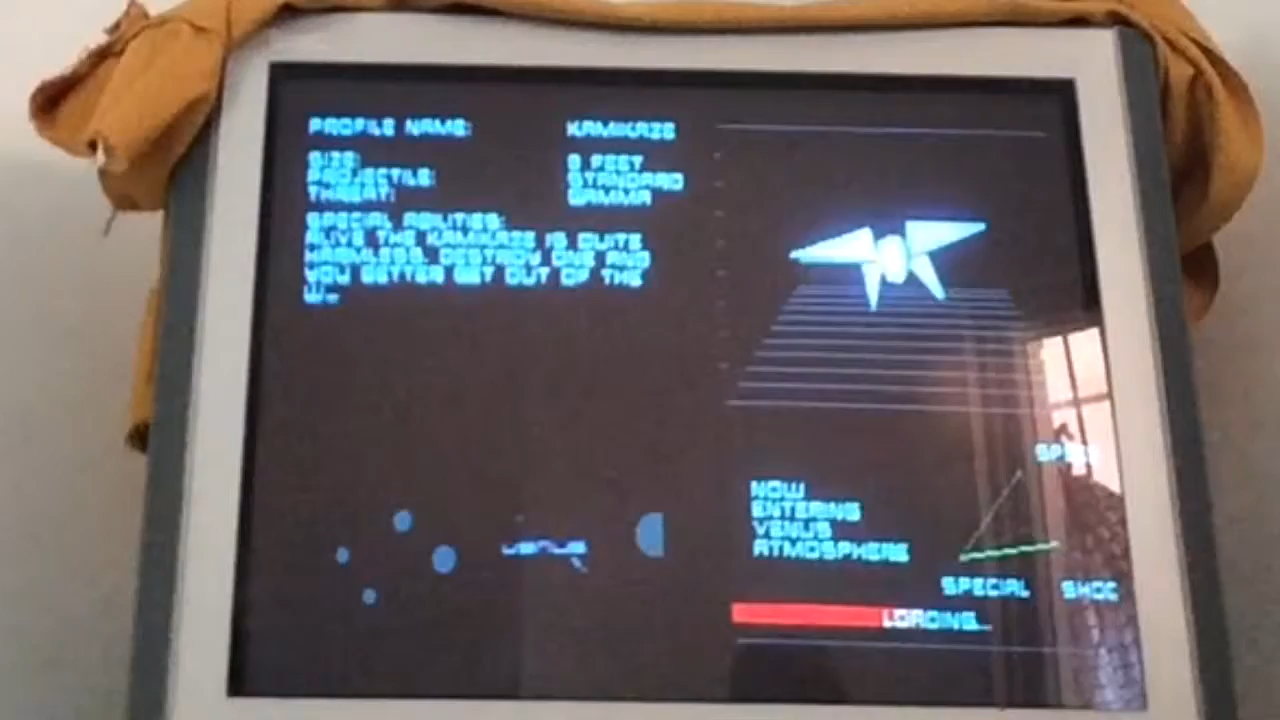 PROFILE NAME: KAMIKAZE
SIZE: 8 FEET
PROJECTILE: STANDARD
THREAT: GAMMA
SPECIAL ABILITIES:
ALIVE THE KAMIKAZE IS QUITE
HARMLESS. DESTROY ONE AND
YOU BETTER GET OUT OF THE
W
venus
NOW
ENTERING
VENUS
ATMOSPHERE
SPECIAL
LOADING...